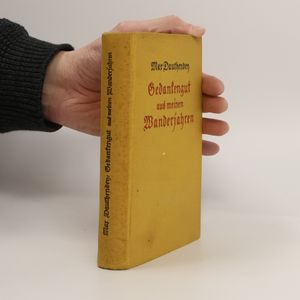 Max Dauthendey
Gedankengut
aus meinen
Wanderjahren
Max Dauthendey: Gedankengut aus meinen Wanderjahren